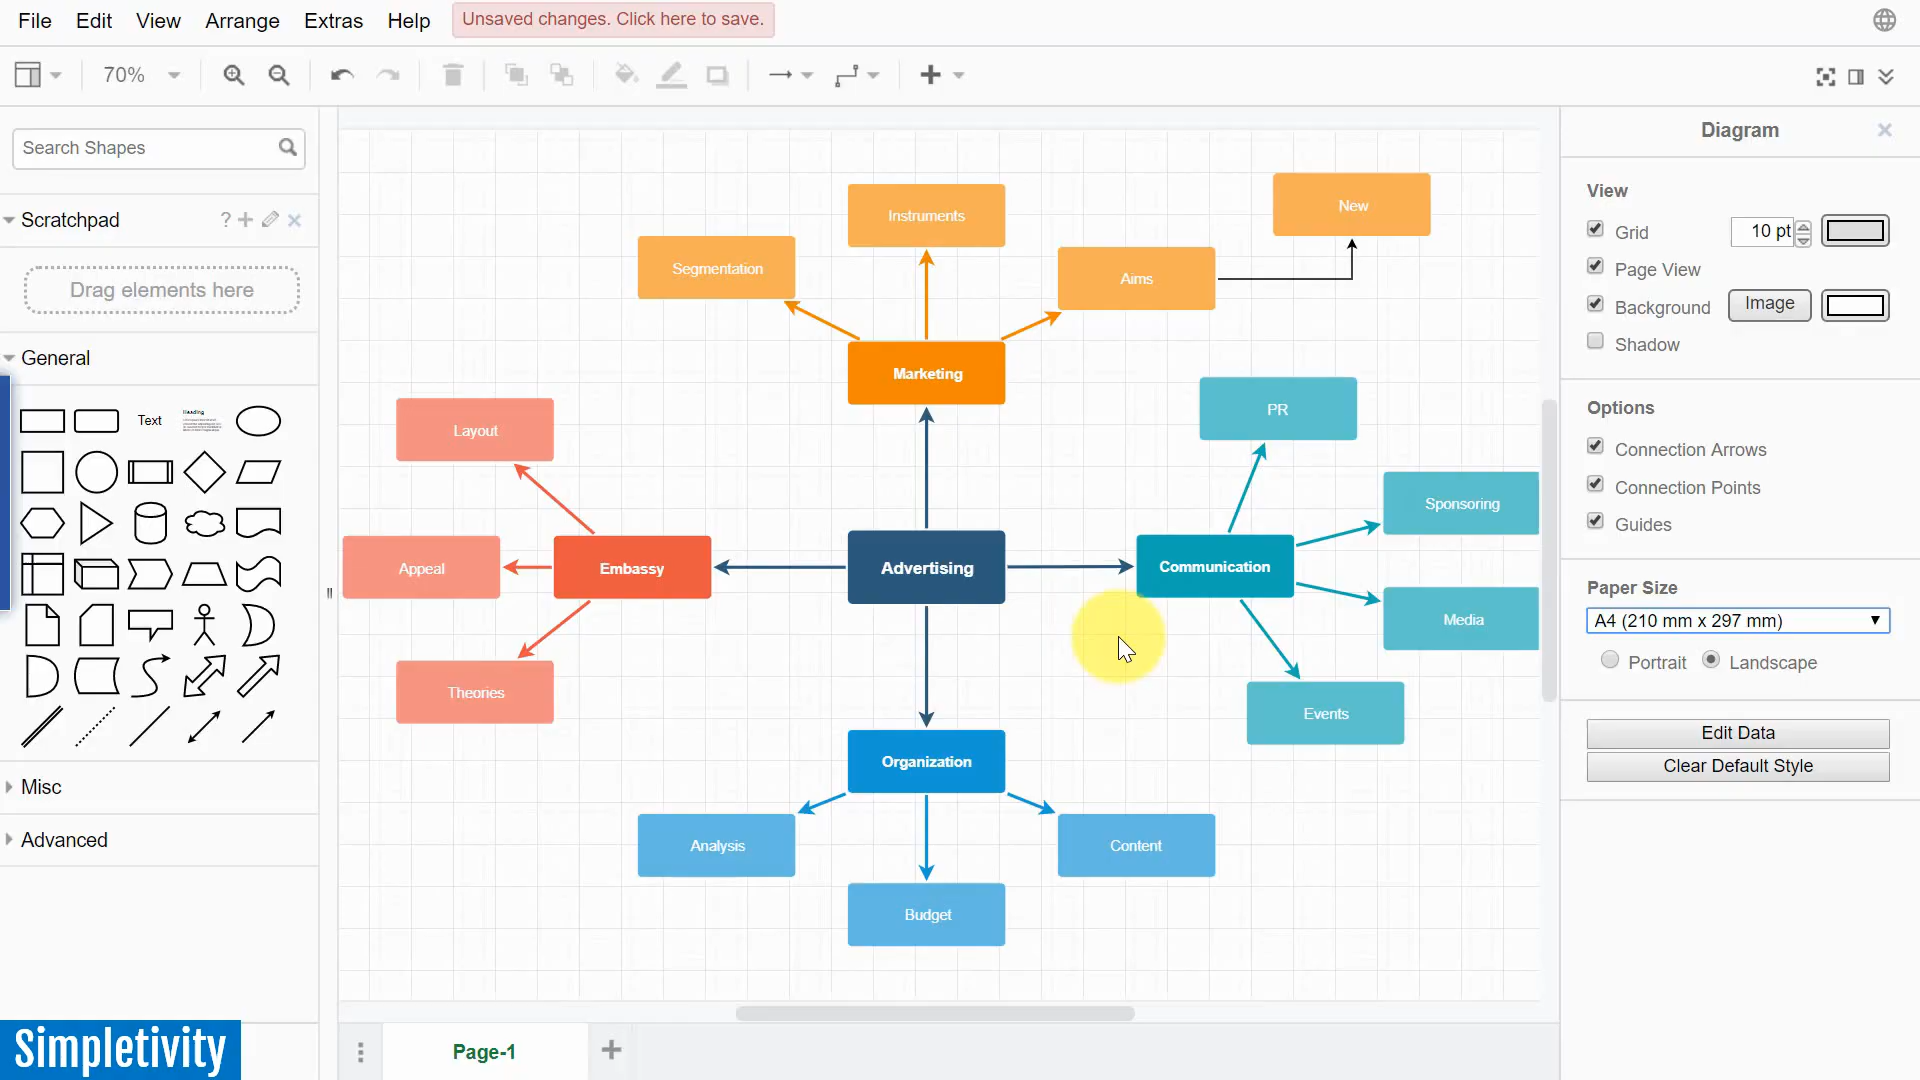 File Edit View Arrange Extras Help Unsaved changes. Click here to save.
70%
Search Shapes
Scratchpad ?
Drag elements here
General
Text
Heading
Misc
Advanced
Simpletivity
New
Instruments
Segmentation
Aims
Marketing
PR
Layout
Sponsoring
Appeal
Embassy
Advertising
Communication
Media
Theories
Events
Organization
Analysis
Content
Budget
Page-1
Diagram
View
Grid 10 pt
Page View
Background Image
Shadow
Options
Connection Arrows
Connection Points
Guides
Paper Size
A4 (210 mm x 297 mm)
Portrait Landscape
Edit Data
Clear Default Style